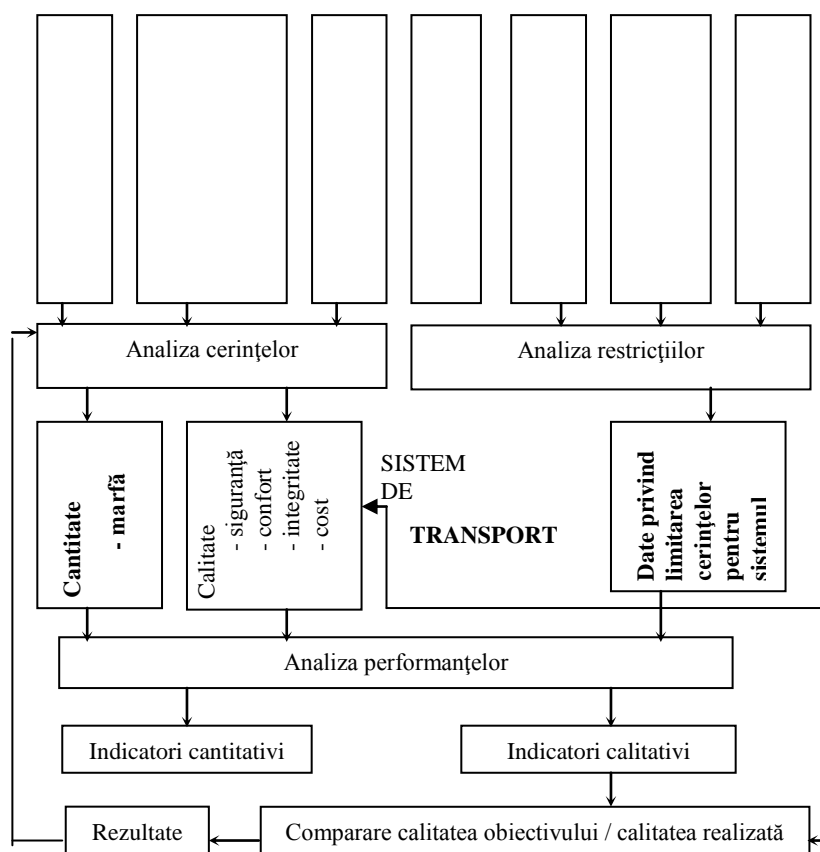 Analiza cerinţelor
Analiza restricţiilor
Cantitate
- marfă
Calitate
- siguranţă
- confort
- integritate
- cost
SISTEM
DE
TRANSPORT
Date privind
limitarea
cerinţelor
pentru
sistemul
Analiza performanţelor
Indicatori cantitativi
Indicatori calitativi
Rezultate
Comparare calitatea obiectivului / calitatea realizată